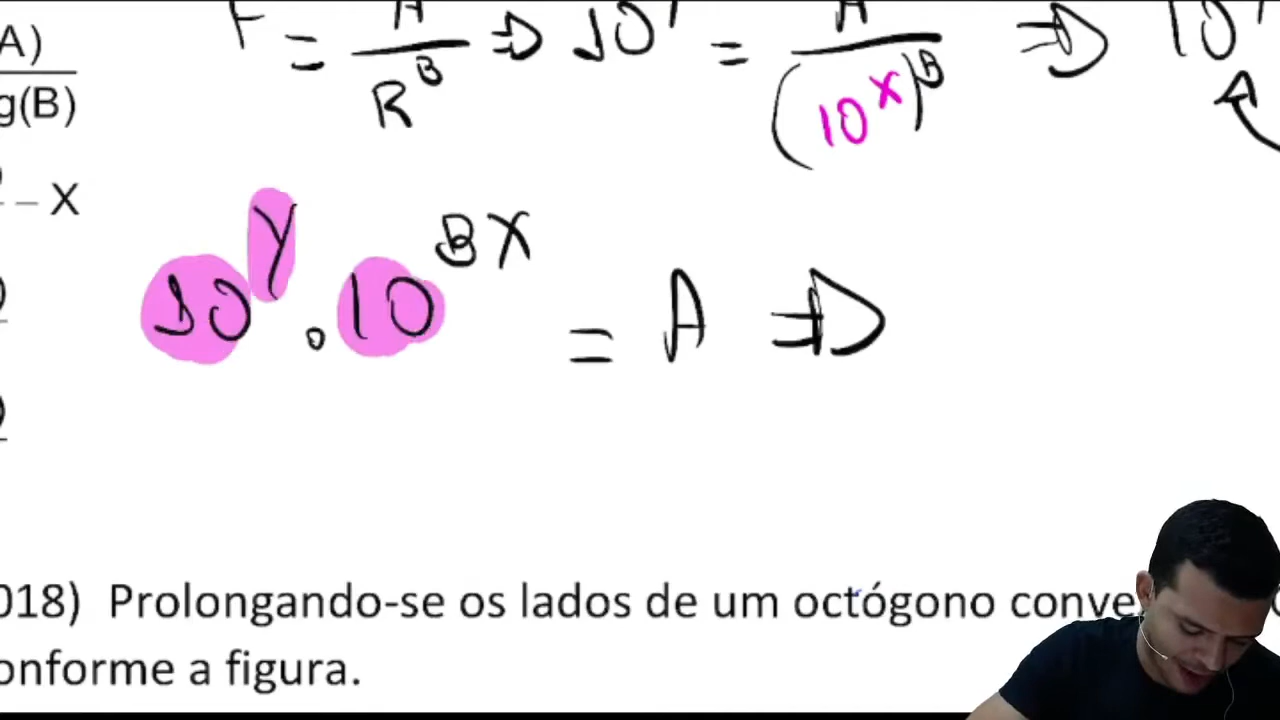 A)
g(B)
– X
F = A / R^B => 10^Y = A / (10^X)^B => 10^Y
10^Y . 10^BX = A =>
018) Prolongando-se os lados de um octógono conve
onforme a figura.